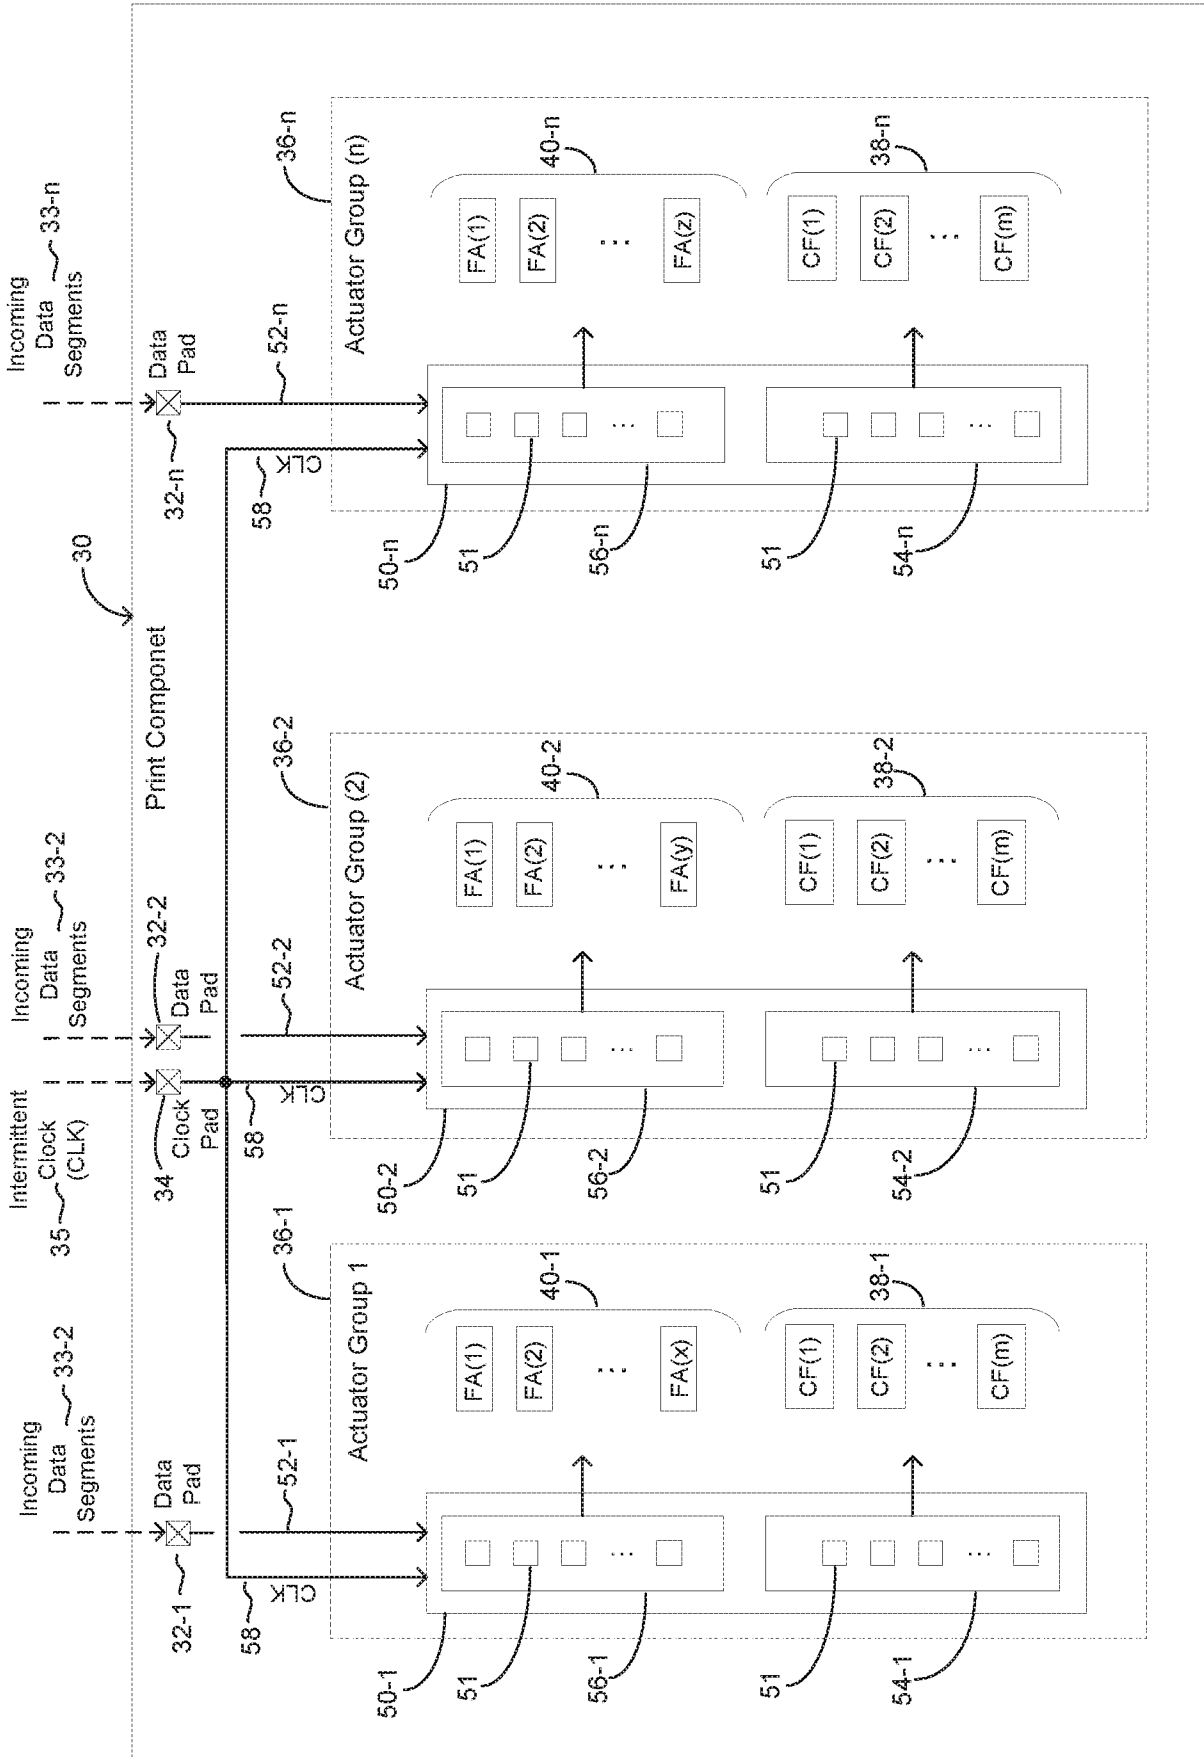 Incoming
Data 33-2
Segments
Intermittent
35 Clock
(CLK)
Incoming
Data 33-2
Segments
Incoming
Data 33-n
Segments
32-1
Data
Pad
34
Clock
Pad
32-2
Data
Pad
32-n
Data
Pad
Print Componet
30
58
CLK
52-1
36-1
58
CLK
52-2
36-2
58
CLK
52-n
36-n
Actuator Group 1
50-1
51
56-1
51
54-1
FA(1)
FA(2)
...
FA(x)
40-1
CF(1)
CF(2)
...
CF(m)
38-1
...
...
Actuator Group (2)
50-2
51
56-2
51
54-2
FA(1)
FA(2)
...
FA(y)
40-2
CF(1)
CF(2)
...
CF(m)
38-2
...
...
Actuator Group (n)
50-n
51
56-n
51
54-n
FA(1)
FA(2)
...
FA(z)
40-n
CF(1)
CF(2)
...
CF(m)
38-n
...
...